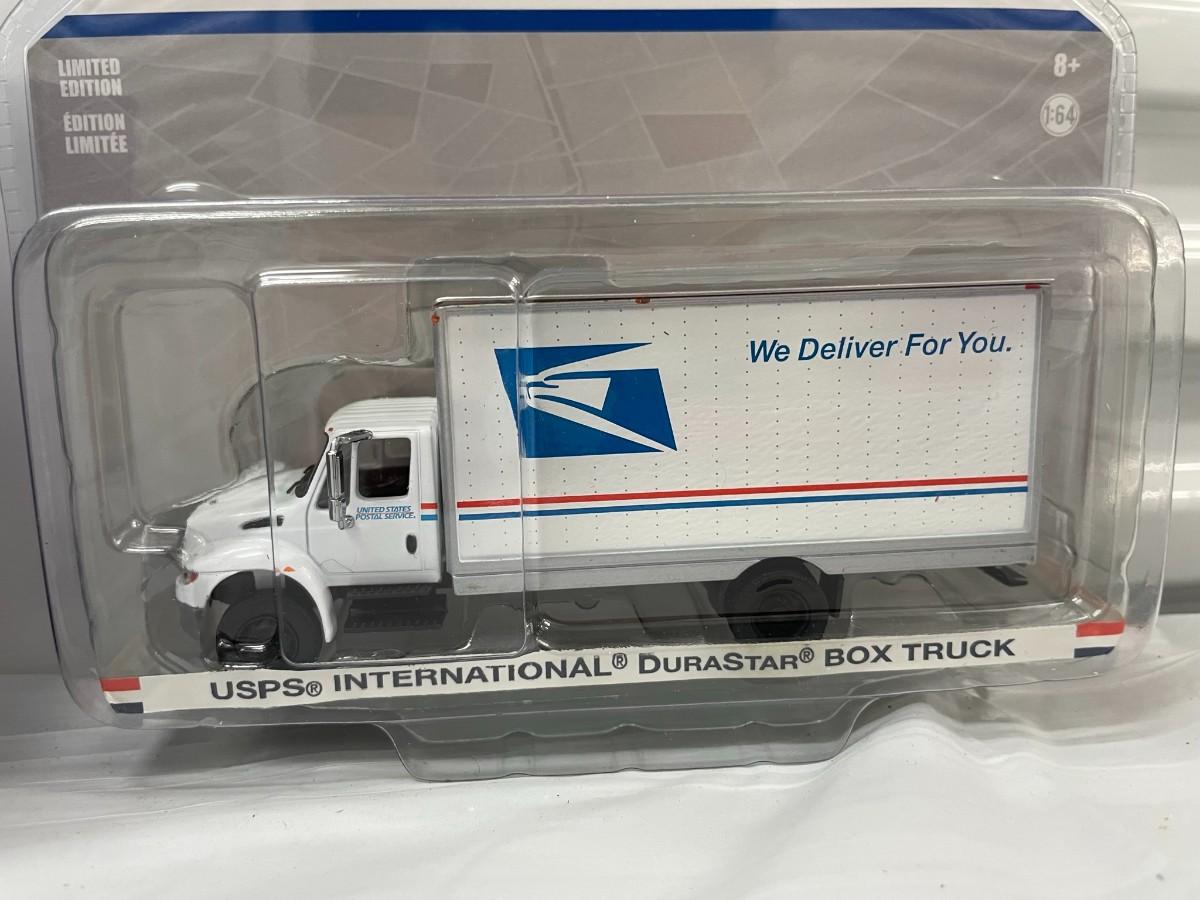 LIMITED
EDITION
ÉDITION
LIMITÉE
8+
1:64
We Deliver For You.
UNITED STATES
POSTAL SERVICE®
USPS® INTERNATIONAL® DURASTAR® BOX TRUCK